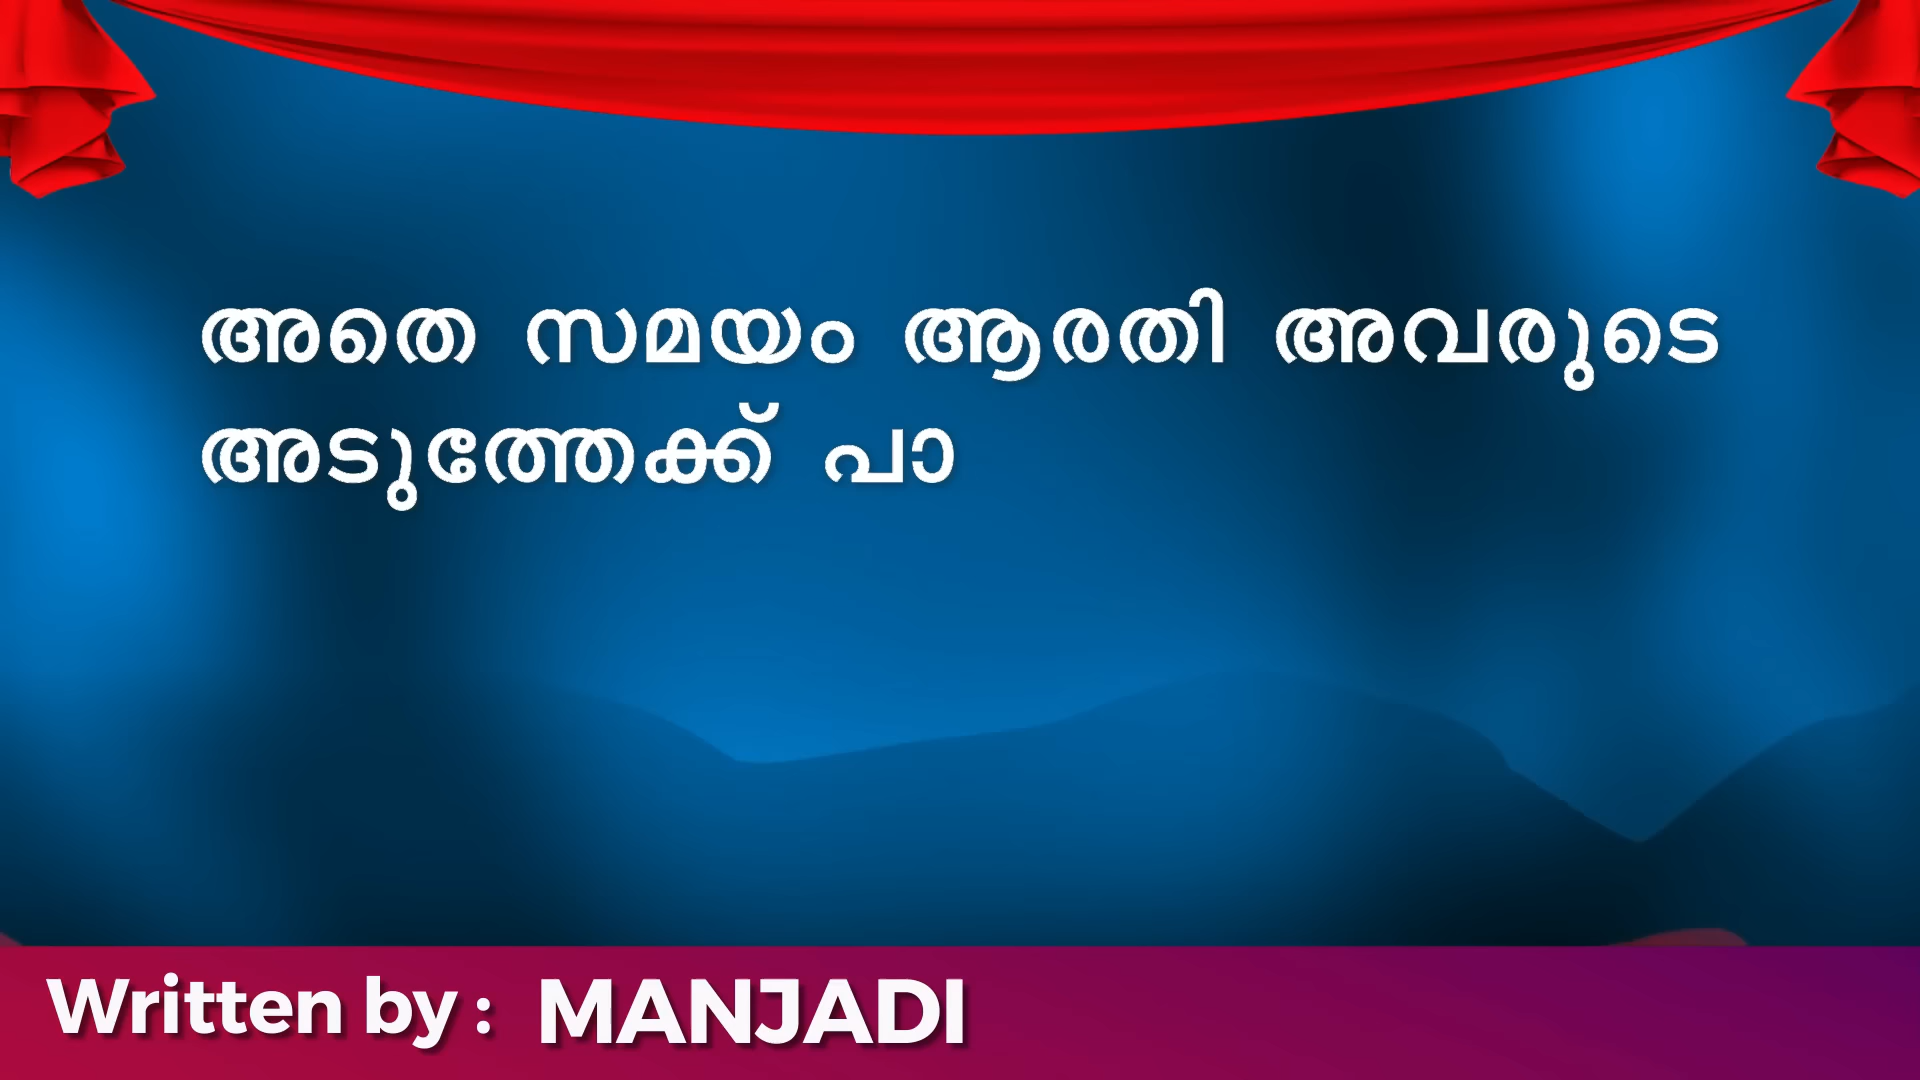 അതെ സമയം ആരതി അവരുടെ
അടുത്തേക്ക് പാ
Written by : MANJADI